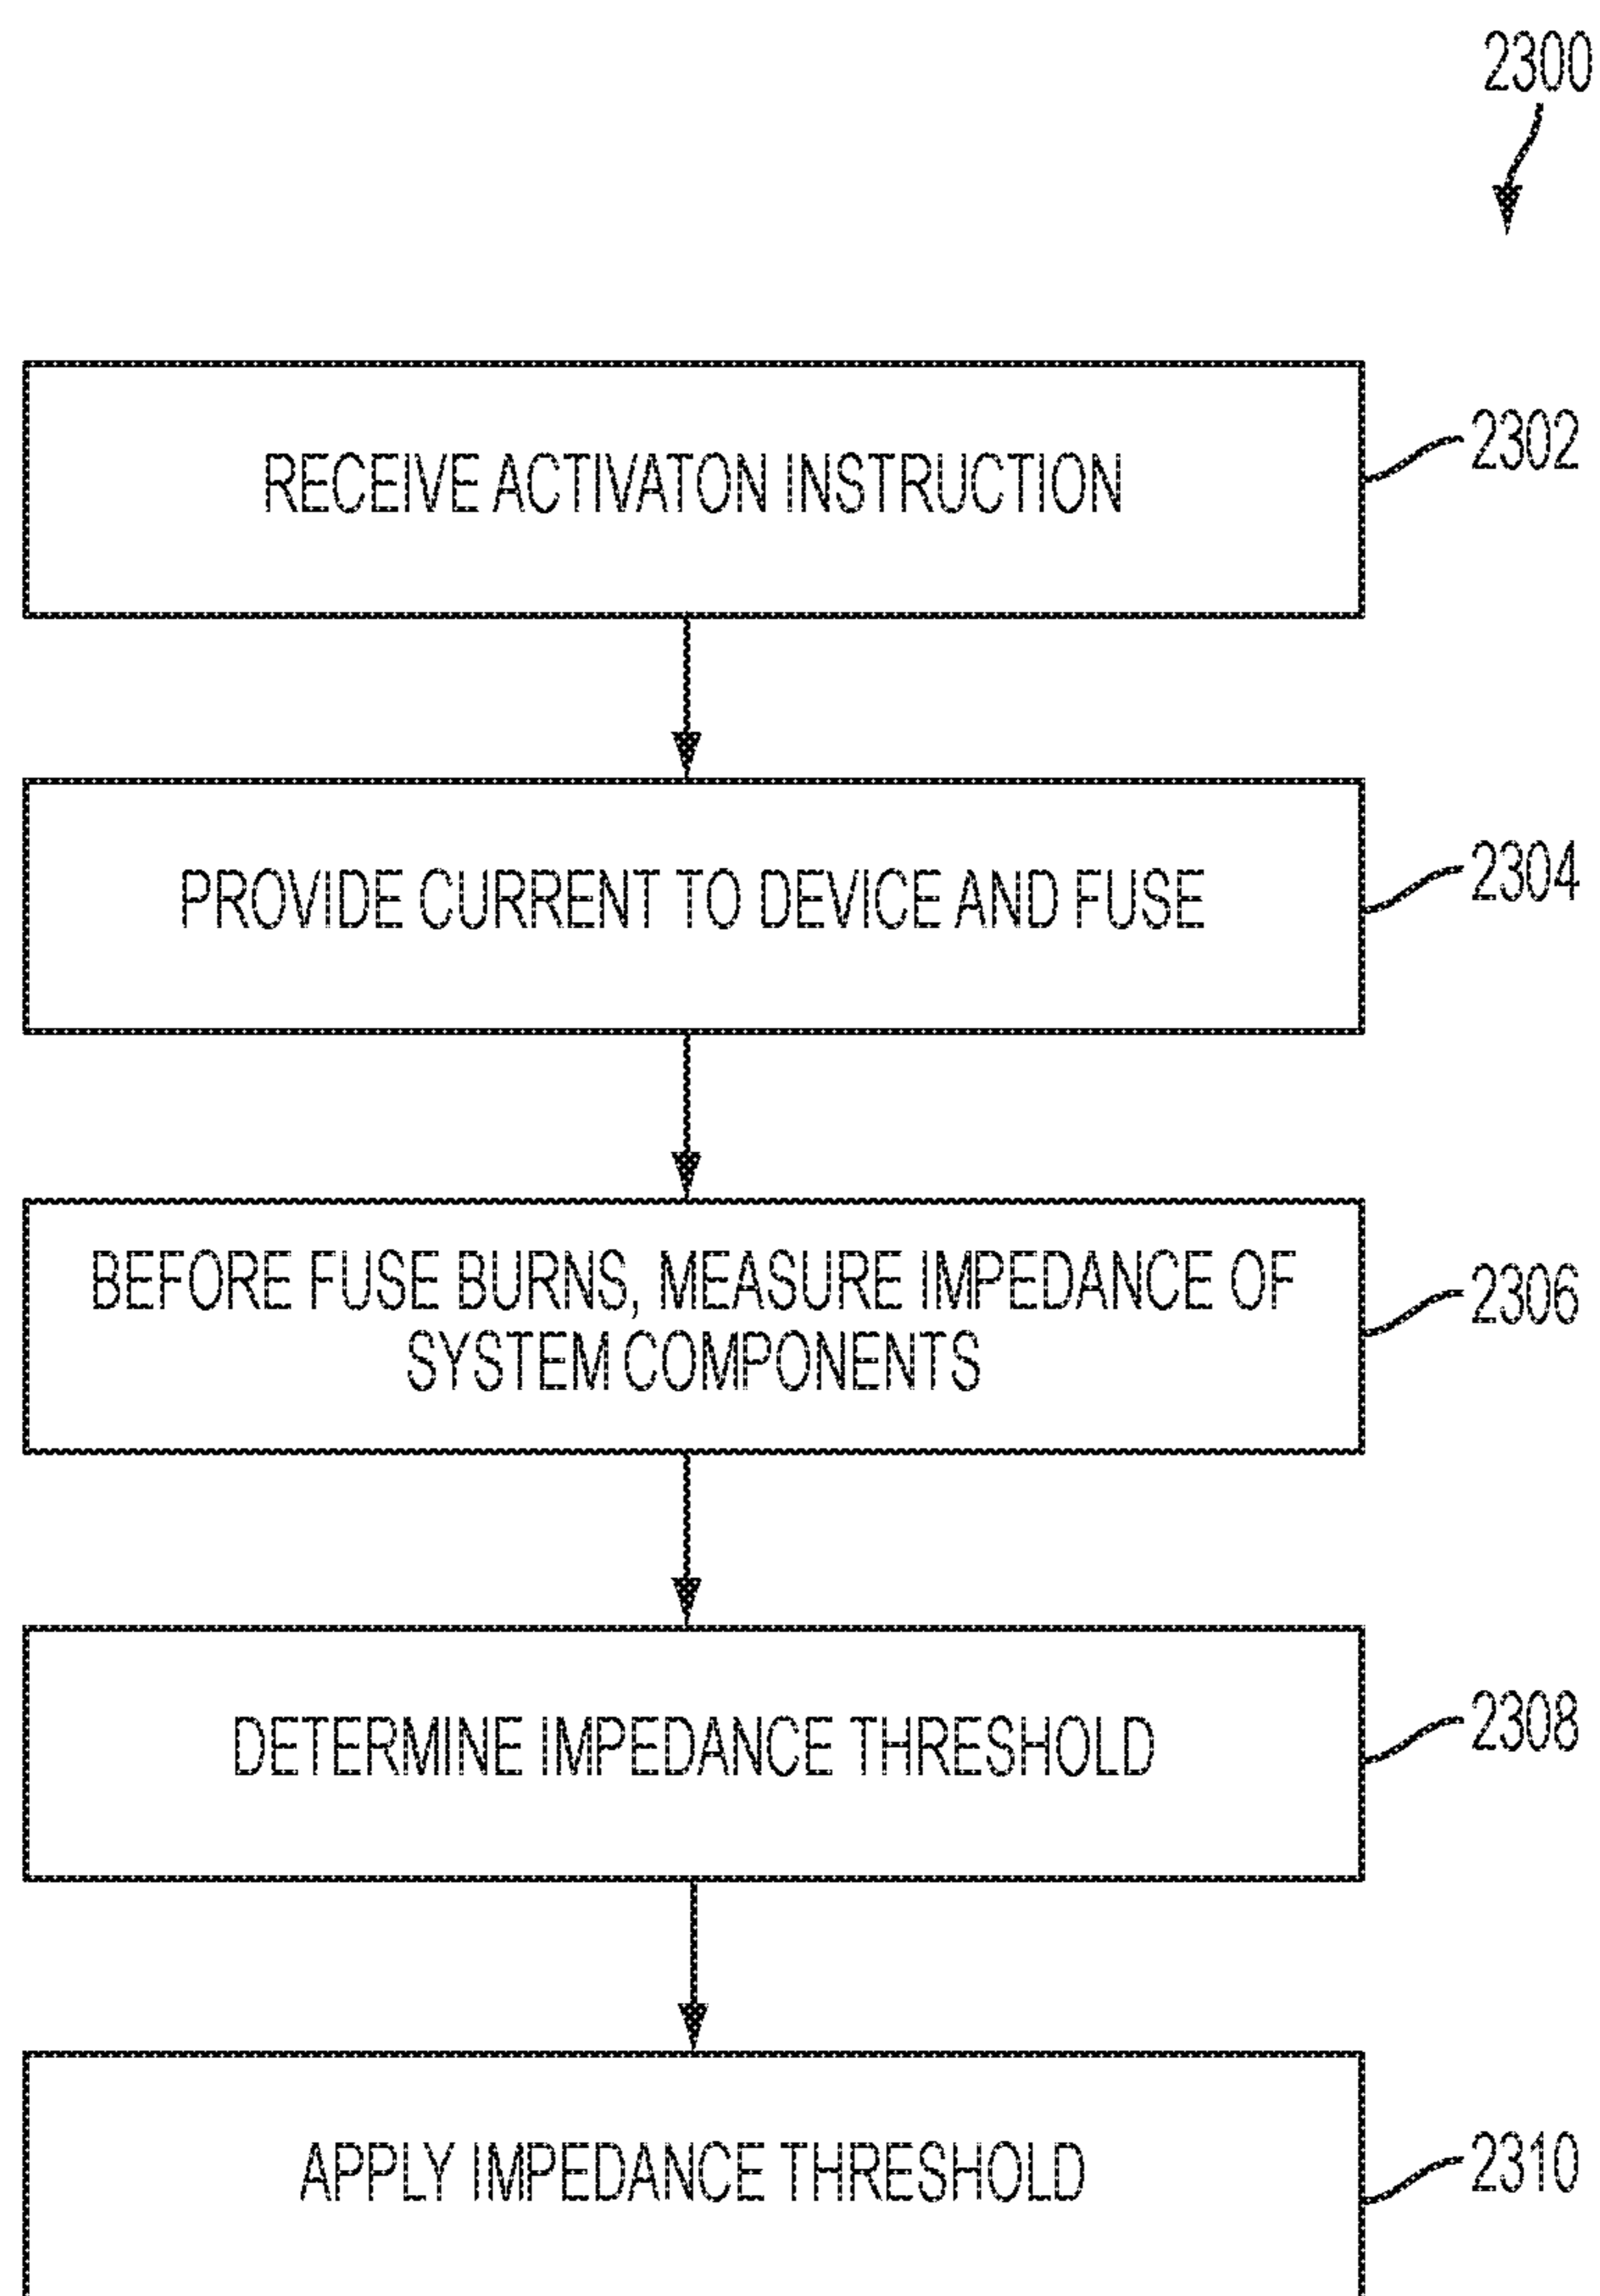 2300
RECEIVE ACTIVATON INSTRUCTION
2302
PROVIDE CURRENT TO DEVICE AND FUSE
2304
BEFORE FUSE BURNS, MEASURE IMPEDANCE OF
SYSTEM COMPONENTS
2306
DETERMINE IMPEDANCE THRESHOLD
2308
APPLY IMPEDANCE THRESHOLD
2310